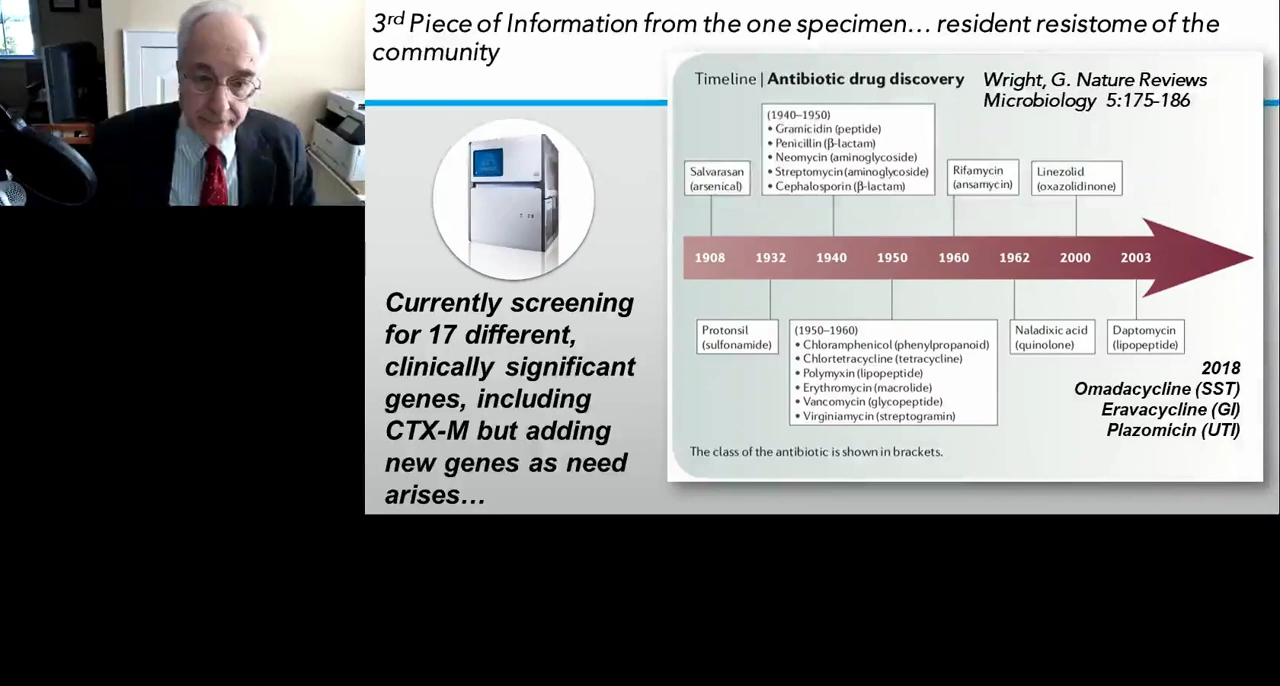 3rd Piece of Information from the one specimen… resident resistome of the
community
Timeline | Antibiotic drug discovery
Wright, G. Nature Reviews
Microbiology 5:175-186
(1940–1950)
• Gramicidin (peptide)
• Penicillin (β-lactam)
• Neomycin (aminoglycoside)
• Streptomycin (aminoglycoside)
• Cephalosporin (β-lactam)
Salvarasan
(arsenical)
Rifamycin
(ansamycin)
Linezolid
(oxazolidinone)
1908 1932 1940 1950 1960 1962 2000 2003
Protonsil
(sulfonamide)
(1950–1960)
• Chloramphenicol (phenylpropanoid)
• Chlortetracycline (tetracycline)
• Polymyxin (lipopeptide)
• Erythromycin (macrolide)
• Vancomycin (glycopeptide)
• Virginiamycin (streptogramin)
Naladixic acid
(quinolone)
Daptomycin
(lipopeptide)
2018
Omadacycline (SST)
Eravacycline (GI)
Plazomicin (UTI)
The class of the antibiotic is shown in brackets.
Currently screening
for 17 different,
clinically significant
genes, including
CTX-M but adding
new genes as need
arises…